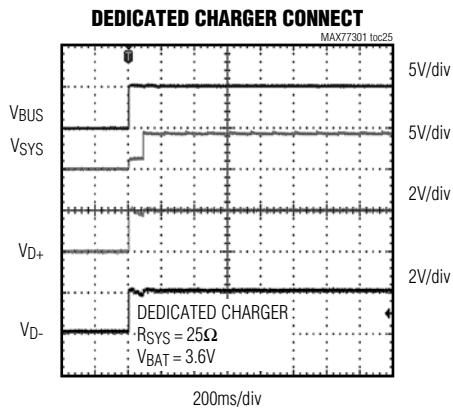 DEDICATED CHARGER CONNECT
MAX77301 toc25
T
5V/div
VBUS
5V/div
VSYS
2V/div
VD+
2V/div
DEDICATED CHARGER
RSYS = 25Ω
VD-
VBAT = 3.6V
200ms/div